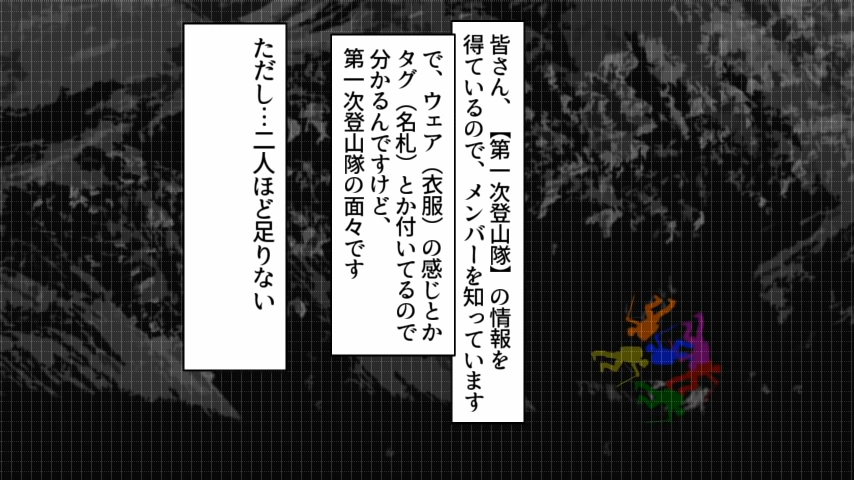 皆さん、【第一次登山隊】の情報を
得ているので、メンバーを知っています
で、ウェア（衣服）の感じとか
タグ（名札）とか付いてるので
分かるんですけど、
第一次登山隊の面々です
ただし…二人ほど足りない